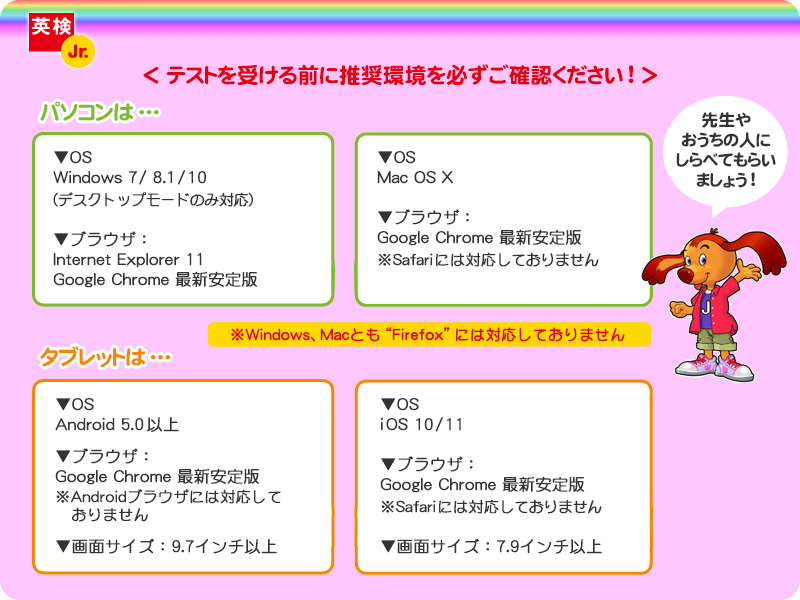 英検
Jr.
< テストを受ける前に推奨環境を必ずご確認ください！>
パソコンは…
▼OS
Windows 7/ 8.1/10
（デスクトップモードのみ対応）
▼ブラウザ：
Internet Explorer 11
Google Chrome 最新安定版
▼OS
Mac OS X
▼ブラウザ：
Google Chrome 最新安定版
※Safariには対応しておりません
先生や
おうちの人に
しらべてもらい
ましょう！
J
※Windows、Macとも“Firefox”には対応しておりません
タブレットは…
▼OS
Android 5.0以上
▼ブラウザ：
Google Chrome 最新安定版
※Androidブラウザには対応して
おりません
▼画面サイズ：9.7インチ以上
▼OS
iOS 10/11
▼ブラウザ：
Google Chrome 最新安定版
※Safariには対応しておりません
▼画面サイズ：7.9インチ以上